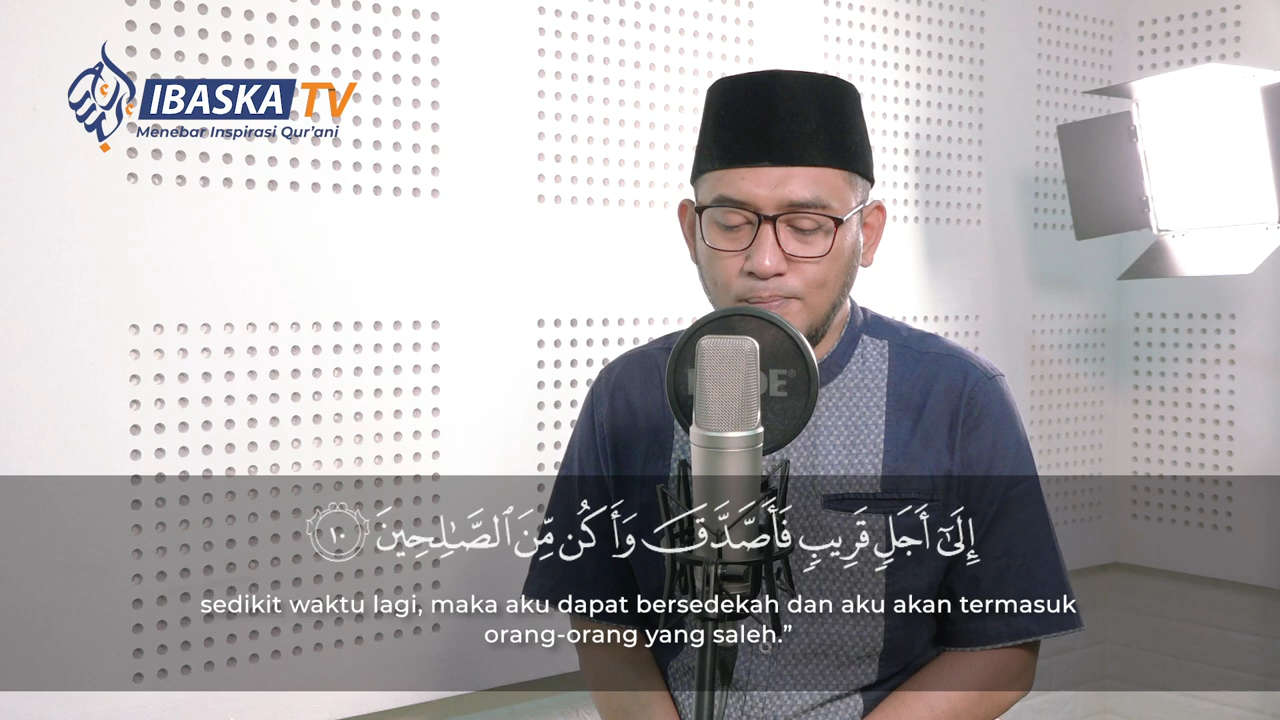 IBASKA TV
Menebar Inspirasi Qur'ani
إِلَىٰٓ أَجَلٍ قَرِيبٍ فَأَصَّدَّقَ وَأَكُن مِّنَ ٱلصَّـٰلِحِينَ ١٠
sedikit waktu lagi, maka aku dapat bersedekah dan aku akan termasuk
orang-orang yang saleh.”